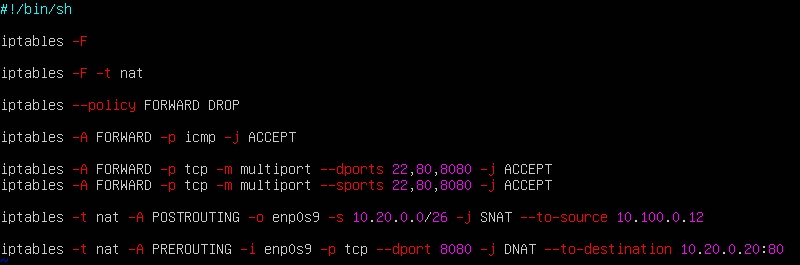 #!/bin/sh
iptables -F
iptables -F -t nat
iptables --policy FORWARD DROP
iptables -A FORWARD -p icmp -j ACCEPT
iptables -A FORWARD -p tcp -m multiport --dports 22,80,8080 -j ACCEPT
iptables -A FORWARD -p tcp -m multiport --sports 22,80,8080 -j ACCEPT
iptables -t nat -A POSTROUTING -o enp0s9 -s 10.20.0.0/26 -j SNAT --to-source 10.100.0.12
iptables -t nat -A PREROUTING -i enp0s9 -p tcp --dport 8080 -j DNAT --to-destination 10.20.0.20:80
~